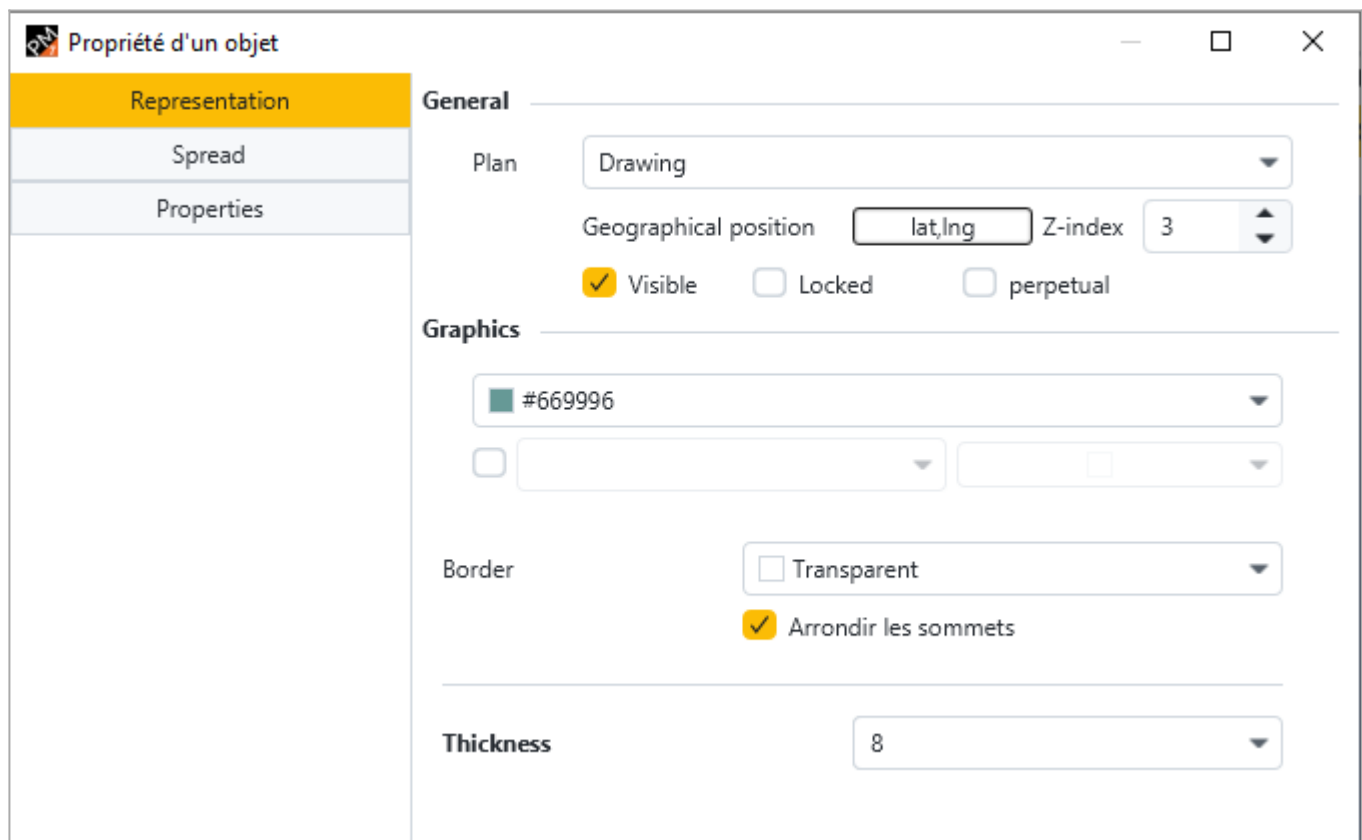 PM7 Propriété d'un objet
Representation
Spread
Properties
General
Plan Drawing
Geographical position lat,lng Z-index 3
Visible Locked perpetual
Graphics
#669996
Border Transparent
Arrondir les sommets
Thickness 8